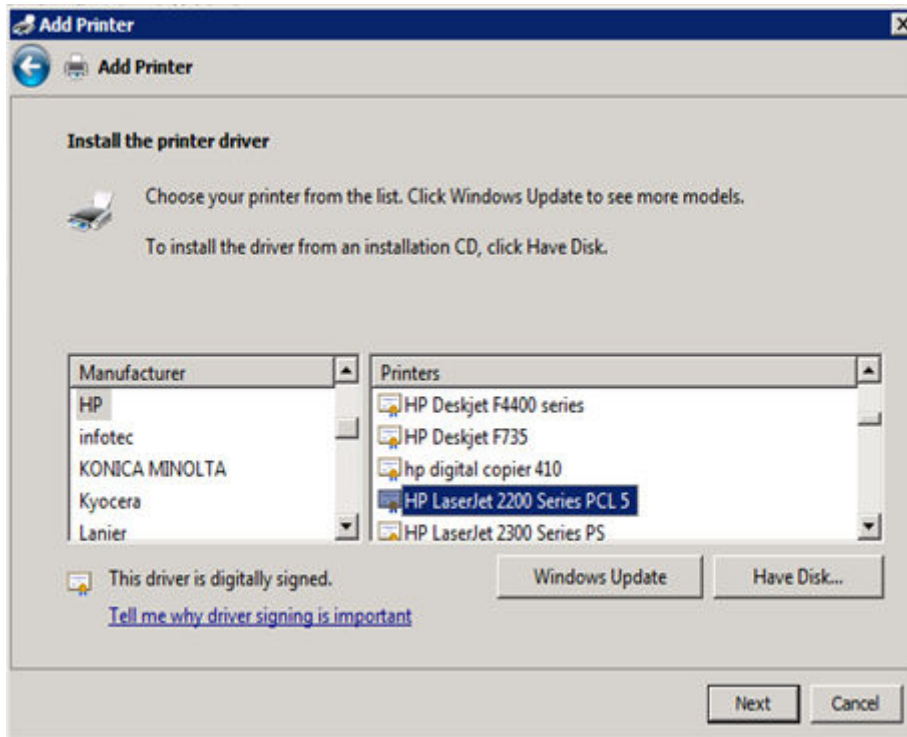 Add Printer
Add Printer
Install the printer driver
Choose your printer from the list. Click Windows Update to see more models.
To install the driver from an installation CD, click Have Disk.
Manufacturer
HP
infotec
KONICA MINOLTA
Kyocera
Lanier
Printers
HP Deskjet F4400 series
HP Deskjet F735
hp digital copier 410
HP LaserJet 2200 Series PCL 5
HP LaserJet 2300 Series PS
This driver is digitally signed.
Tell me why driver signing is important
Windows Update
Have Disk...
Next
Cancel